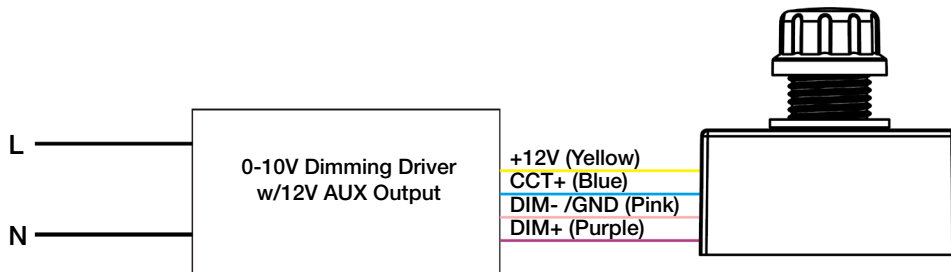 L
N
0-10V Dimming Driver
w/12V AUX Output
+12V (Yellow)
CCT+ (Blue)
DIM- /GND (Pink)
DIM+ (Purple)